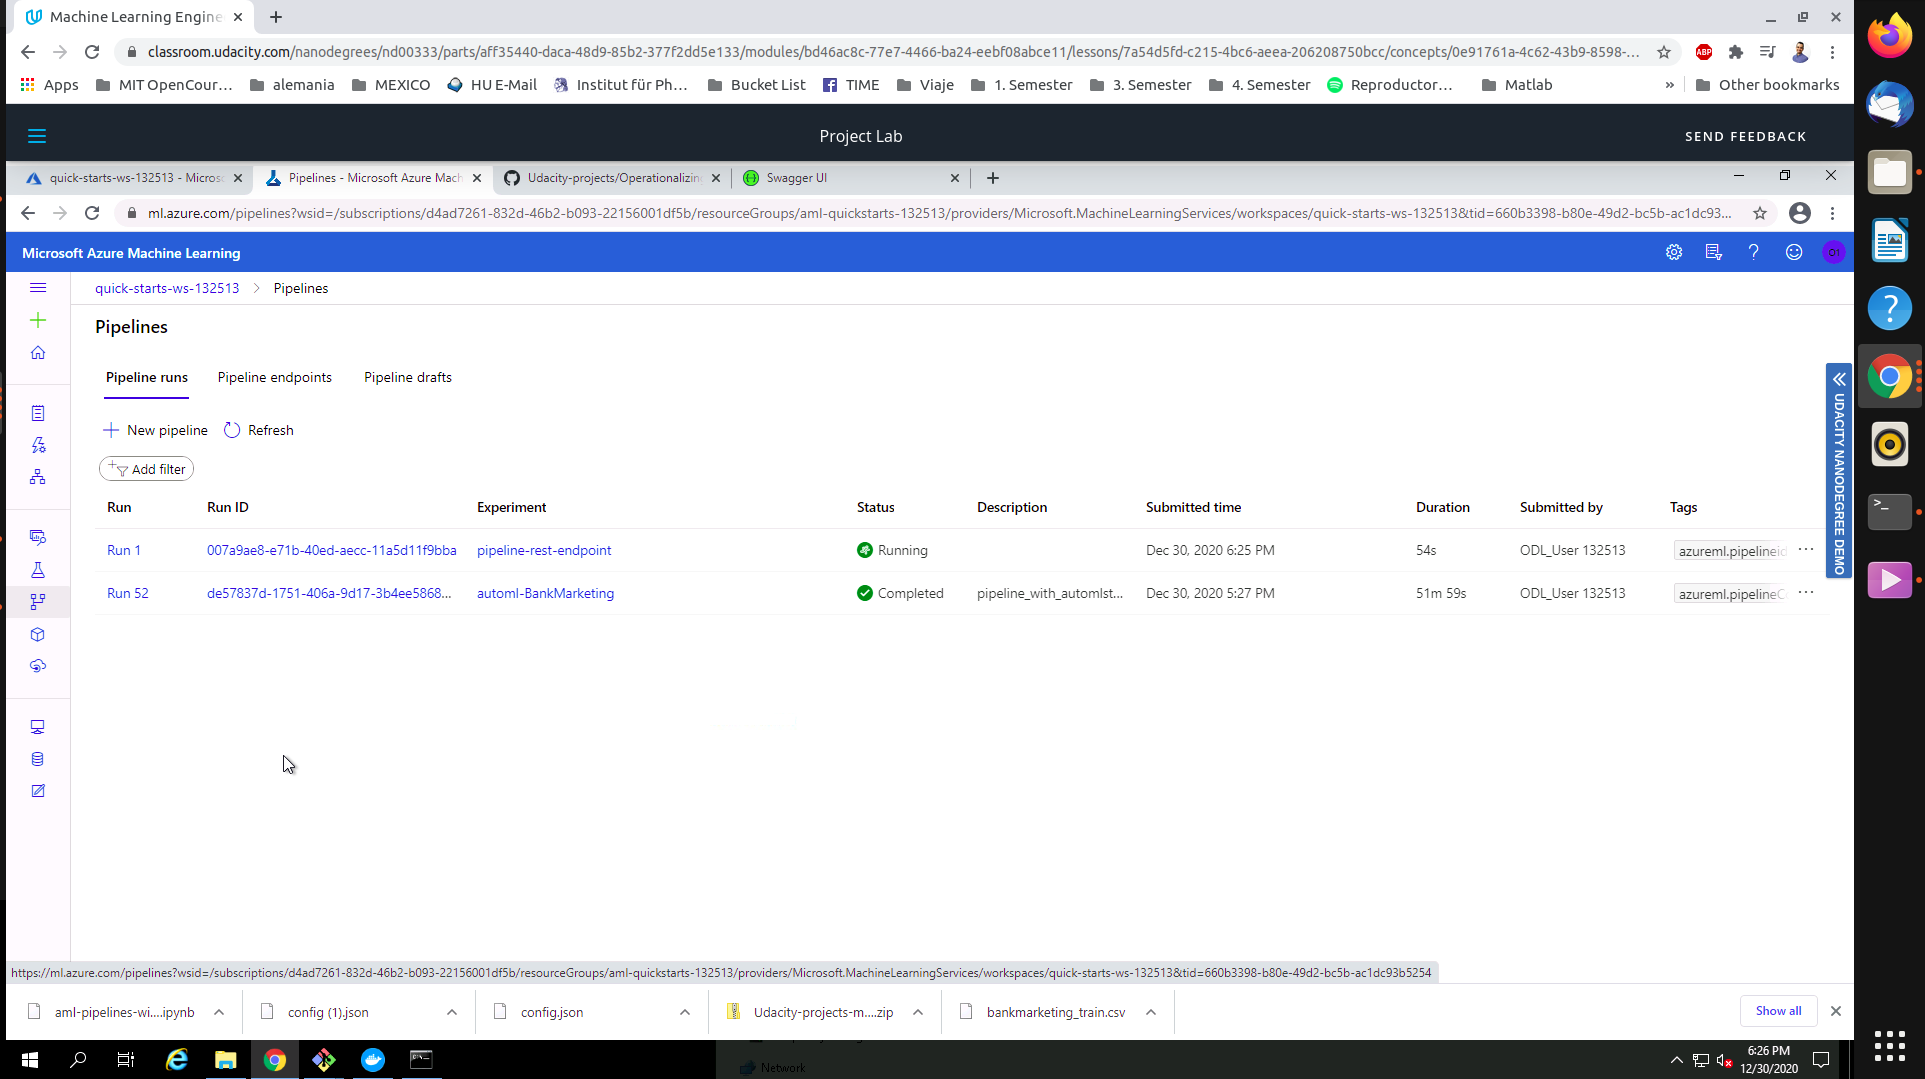 Machine Learning Engine
classroom.udacity.com/nanodegrees/nd00333/parts/aff35440-daca-48d9-85b2-377f2dd5e133/modules/bd46ac8c-77e7-4466-ba24-eebf08abce11/lessons/7a54d5fd-c215-4bc6-aeea-206208750bcc/concepts/0e91761a-4c62-43b9-8598-...
ABP
Apps MIT OpenCour... alemania MEXICO HU E-Mail Institut für Ph... Bucket List TIME Viaje 1. Semester 3. Semester 4. Semester Reproductor... Matlab » Other bookmarks
Project Lab
SEND FEEDBACK
quick-starts-ws-132513 - Micros Pipelines - Microsoft Azure Mach Udacity-projects/Operationalizing Swagger UI
ml.azure.com/pipelines?wsid=/subscriptions/d4ad7261-832d-46b2-b093-22156001df5b/resourceGroups/aml-quickstarts-132513/providers/Microsoft.MachineLearningServices/workspaces/quick-starts-ws-132513&tid=660b3398-b80e-49d2-bc5b-ac1dc93...
Microsoft Azure Machine Learning
quick-starts-ws-132513 > Pipelines
Pipelines
Pipeline runs Pipeline endpoints Pipeline drafts
New pipeline Refresh
Add filter
Run Run ID Experiment Status Description Submitted time Duration Submitted by Tags
Run 1 007a9ae8-e71b-40ed-aecc-11a5d11f9bba pipeline-rest-endpoint Running Dec 30, 2020 6:25 PM 54s ODL_User 132513 azureml.pipelineid ...
Run 52 de57837d-1751-406a-9d17-3b4ee5868... automl-BankMarketing Completed pipeline_with_automlst... Dec 30, 2020 5:27 PM 51m 59s ODL_User 132513 azureml.pipelineCo ...
UDACITY NANODEGREE DEMO
https://ml.azure.com/pipelines?wsid=/subscriptions/d4ad7261-832d-46b2-b093-22156001df5b/resourceGroups/aml-quickstarts-132513/providers/Microsoft.MachineLearningServices/workspaces/quick-starts-ws-132513&tid=660b3398-b80e-49d2-bc5b-ac1dc93b5254
aml-pipelines-wi....ipynb config (1).json config.json Udacity-projects-m....zip bankmarketing_train.csv Show all
6:26 PM
12/30/2020
Network